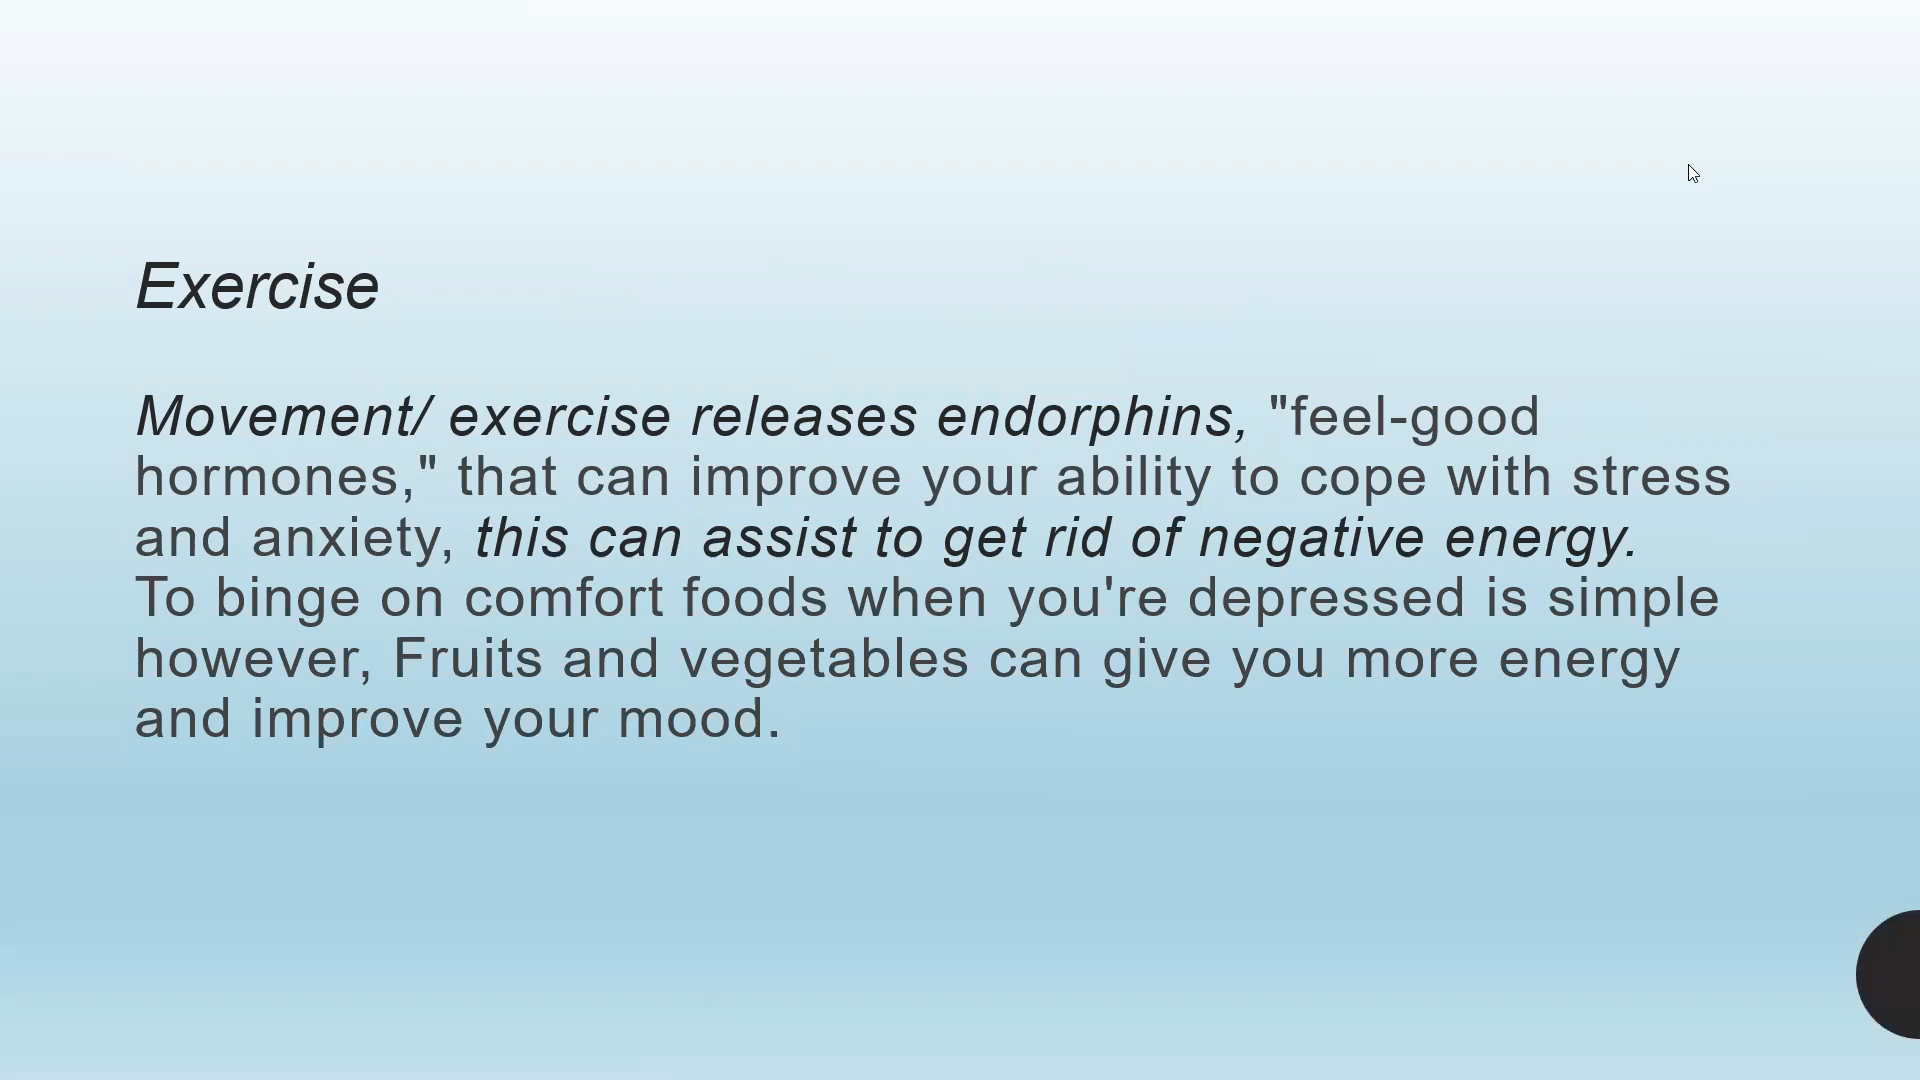 Exercise
Movement/ exercise releases endorphins, "feel-good
hormones," that can improve your ability to cope with stress
and anxiety, this can assist to get rid of negative energy.
To binge on comfort foods when you're depressed is simple
however, Fruits and vegetables can give you more energy
and improve your mood.